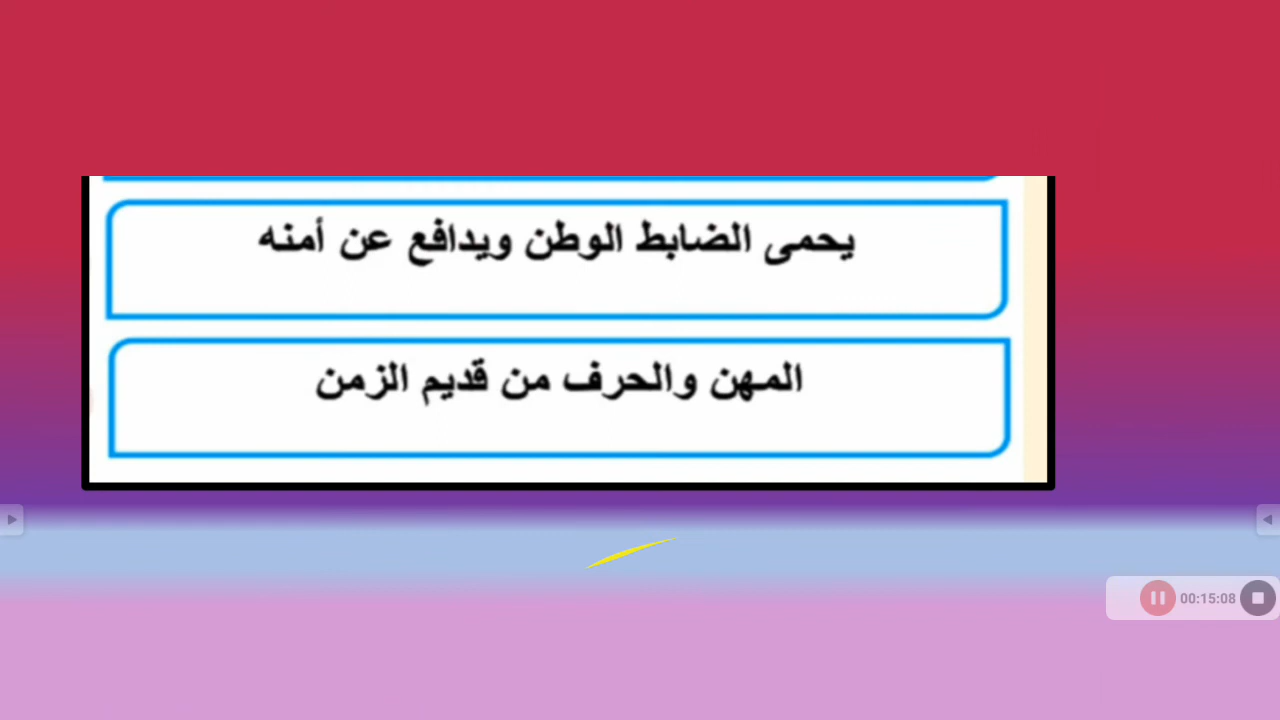 يحمى الضابط الوطن ويدافع عن أمنه
المهن والحرف من قديم الزمن
00:15:08